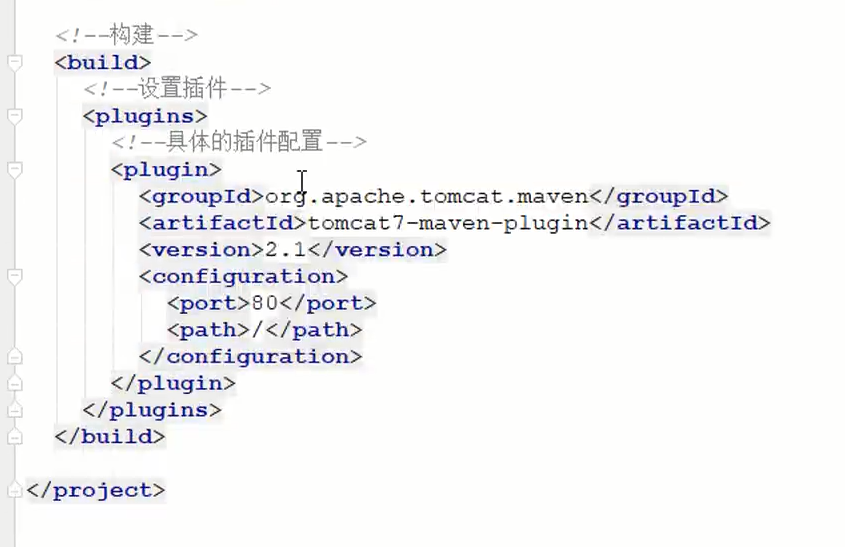 <!--构建-->
<build>
<!--设置插件-->
<plugins>
<!--具体的插件配置-->
<plugin>
<groupId>org.apache.tomcat.maven</groupId>
<artifactId>tomcat7-maven-plugin</artifactId>
<version>2.1</version>
<configuration>
<port>80</port>
<path>/</path>
</configuration>
</plugin>
</plugins>
</build>
</project>